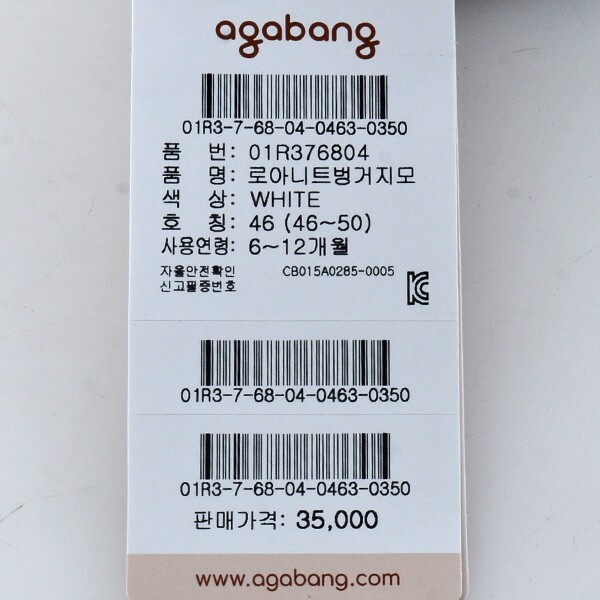 agabang
01R3-7-68-04-0463-0350
품 번: 01R376804
품 명: 로아니트벙거지모
색 상: WHITE
호 칭: 46 (46~50)
사용연령: 6~12개월
자율안전확인 CB015A0285-0005
신고필증번호
01R3-7-68-04-0463-0350
01R3-7-68-04-0463-0350
판매가격: 35,000
www.agabang.com